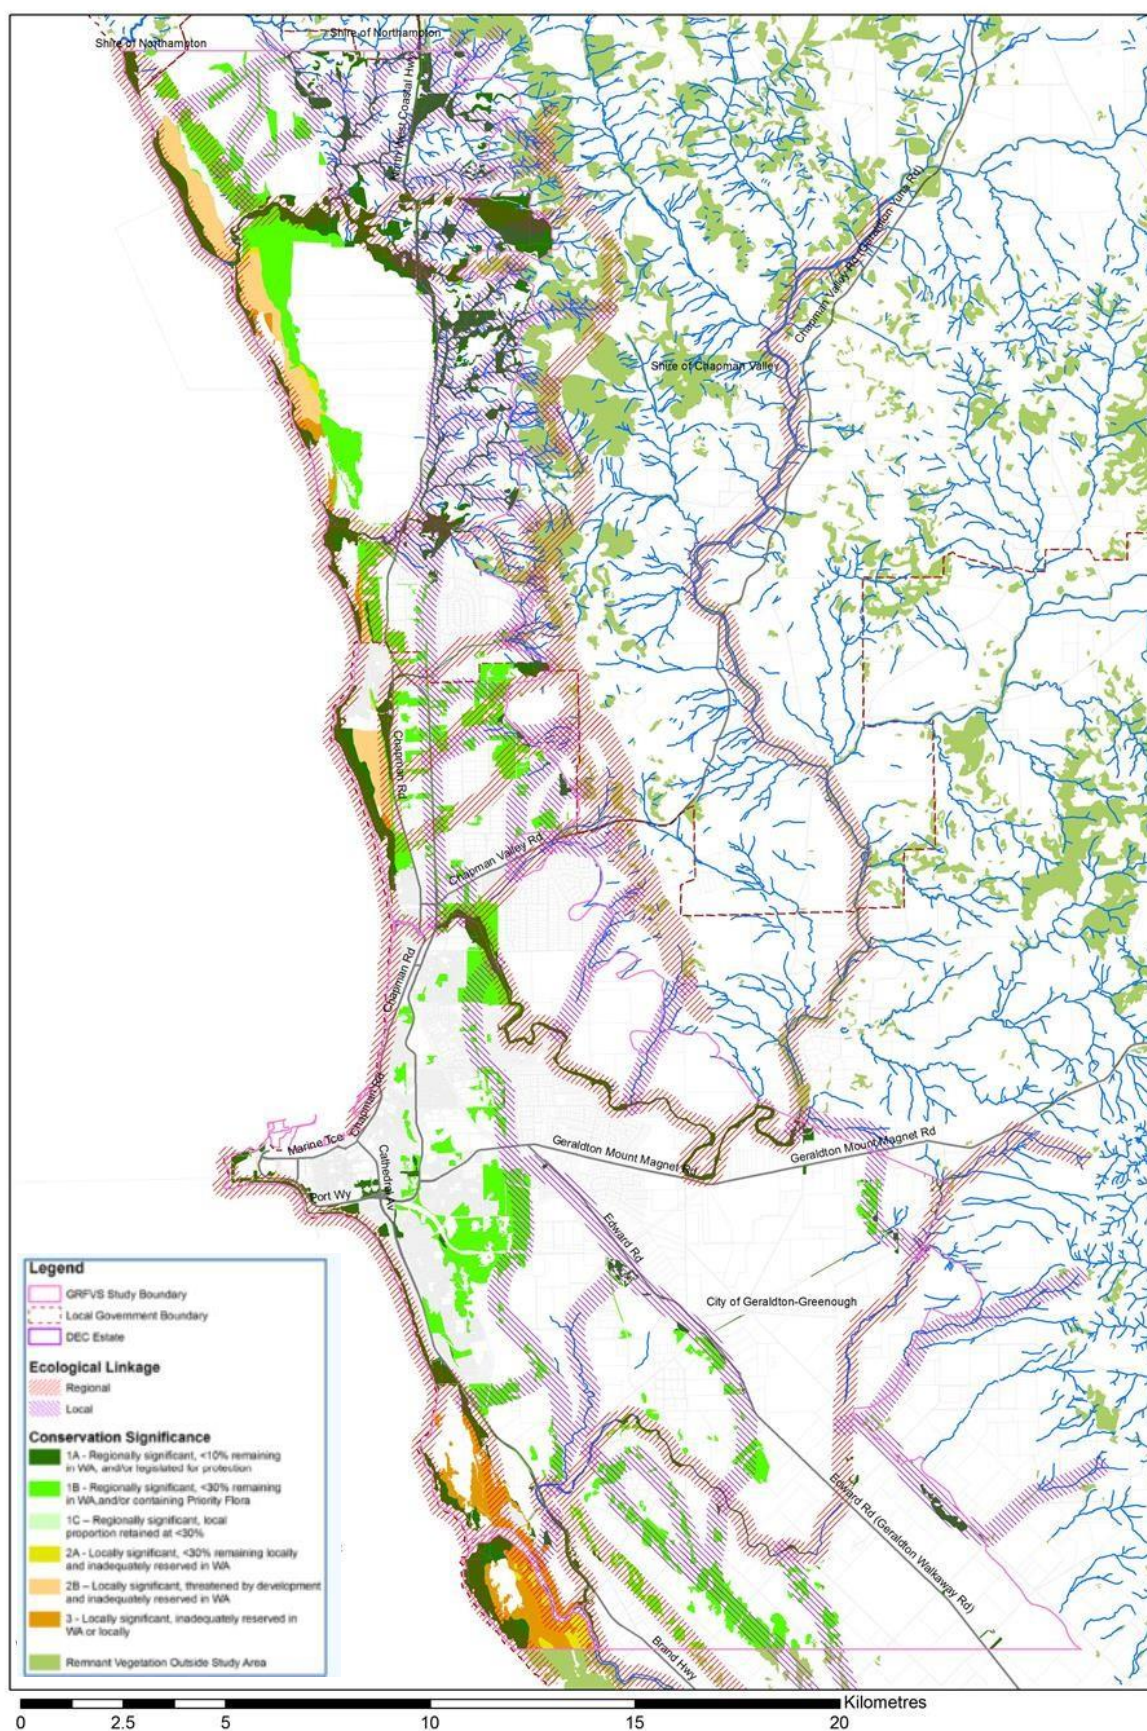 Shire of Northampton
Shire of Northampton
North West Coastal Hwy
Chapman Valley Rd (Geraldton Yuna Rd)
Shire of Chapman Valley
Chapman Rd
Chapman Valley Rd
Chapman Rd
Chapman Rd
Marine Tce
Cathedral Av
Port Wy
Geraldton Mount Magnet Rd
Geraldton Mount Magnet Rd
Edward Rd
City of Geraldton-Greenough
Edward Rd (Geraldton Walkaway Rd)
Brand Hwy
Legend
GRFVS Study Boundary
Local Government Boundary
DEC Estate
Ecological Linkage
Regional
Local
Conservation Significance
1A - Regionally significant, <10% remaining
in WA, and/or legislated for protection
1B - Regionally significant, <30% remaining
in WA,and/or containing Priority Flora
1C – Regionally significant, local
proportion retained at <30%
2A - Locally significant, <30% remaining locally
and inadequately reserved in WA
2B – Locally significant, threatened by development
and inadequately reserved in WA
3 - Locally significant, inadequately reserved in
WA or locally
Remnant Vegetation Outside Study Area
Kilometres
0 2.5 5 10 15 20